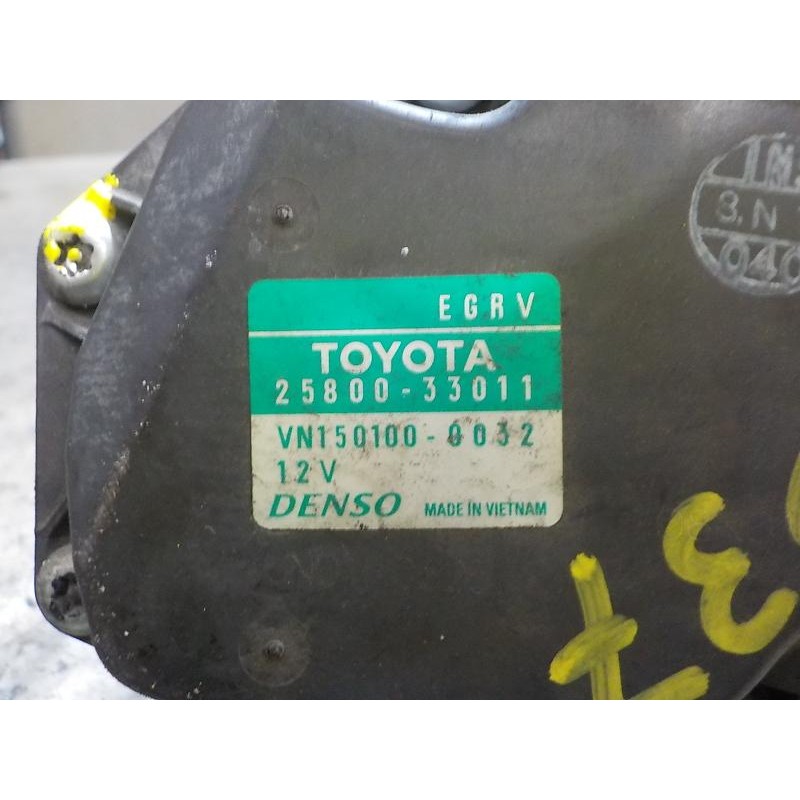 EGRV
TOYOTA
25800-33011
VN150100-0032
12V
DENSO MADE IN VIETNAM